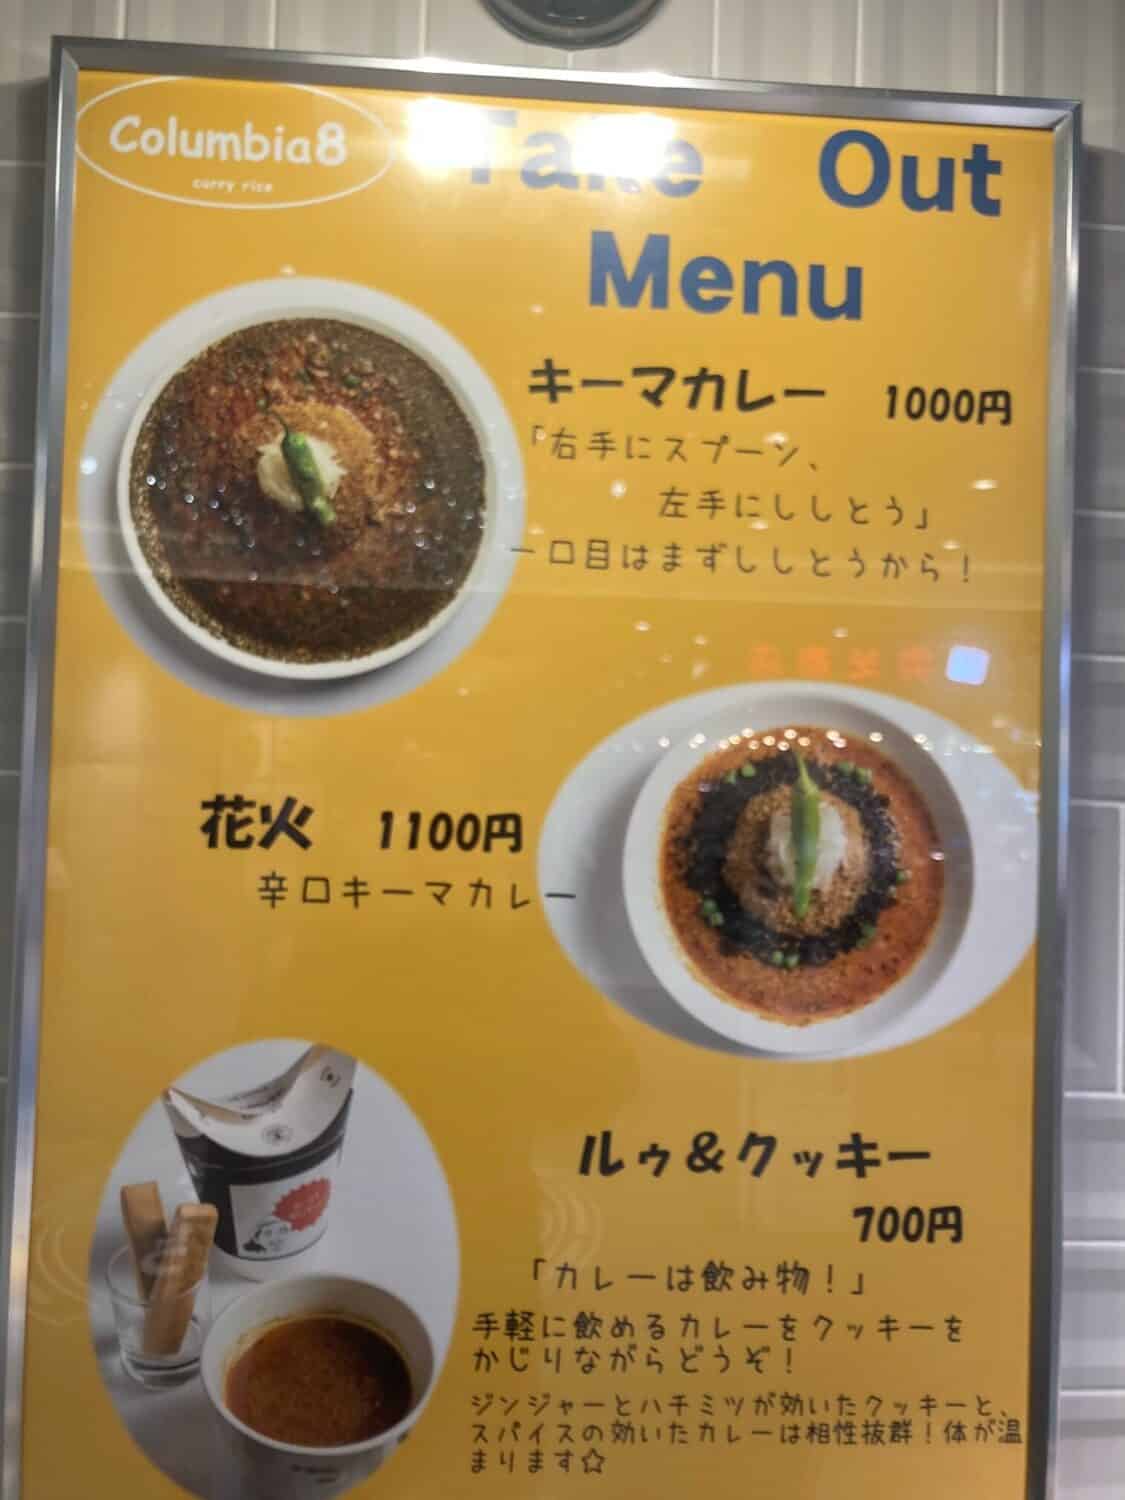 Columbia8
curry rice
Take Out
Menu
キーマカレー 1000円
「右手にスプーン、
左手にししとう」
一口目はまずししとうから!
花火 1100円
辛口キーマカレー
ルゥ&クッキー
700円
「カレーは飲み物!」
手軽に飲めるカレーをクッキーを
かじりながらどうぞ!
ジンジャーとハチミツが効いたクッキーと、
スパイスの効いたカレーは相性抜群!体が温
まります☆